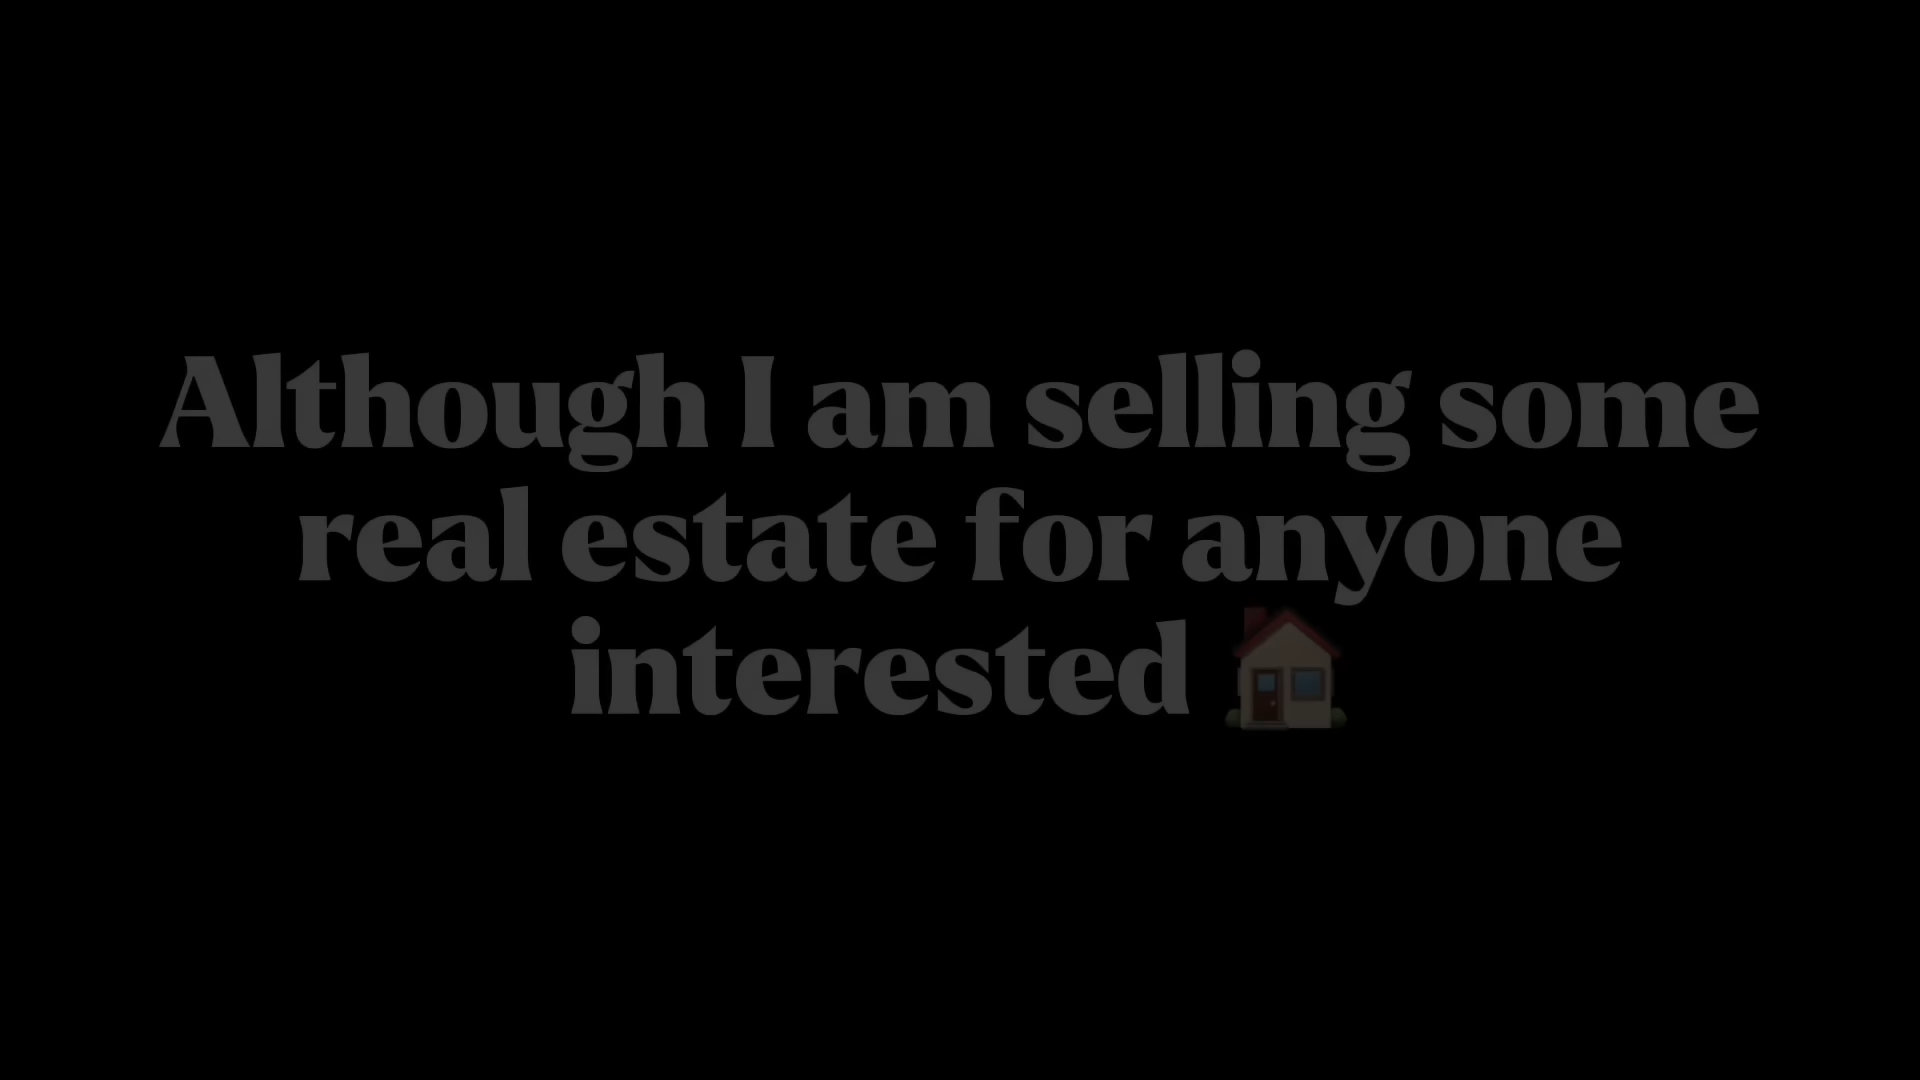 Although I am selling some
real estate for anyone
interested 🏠